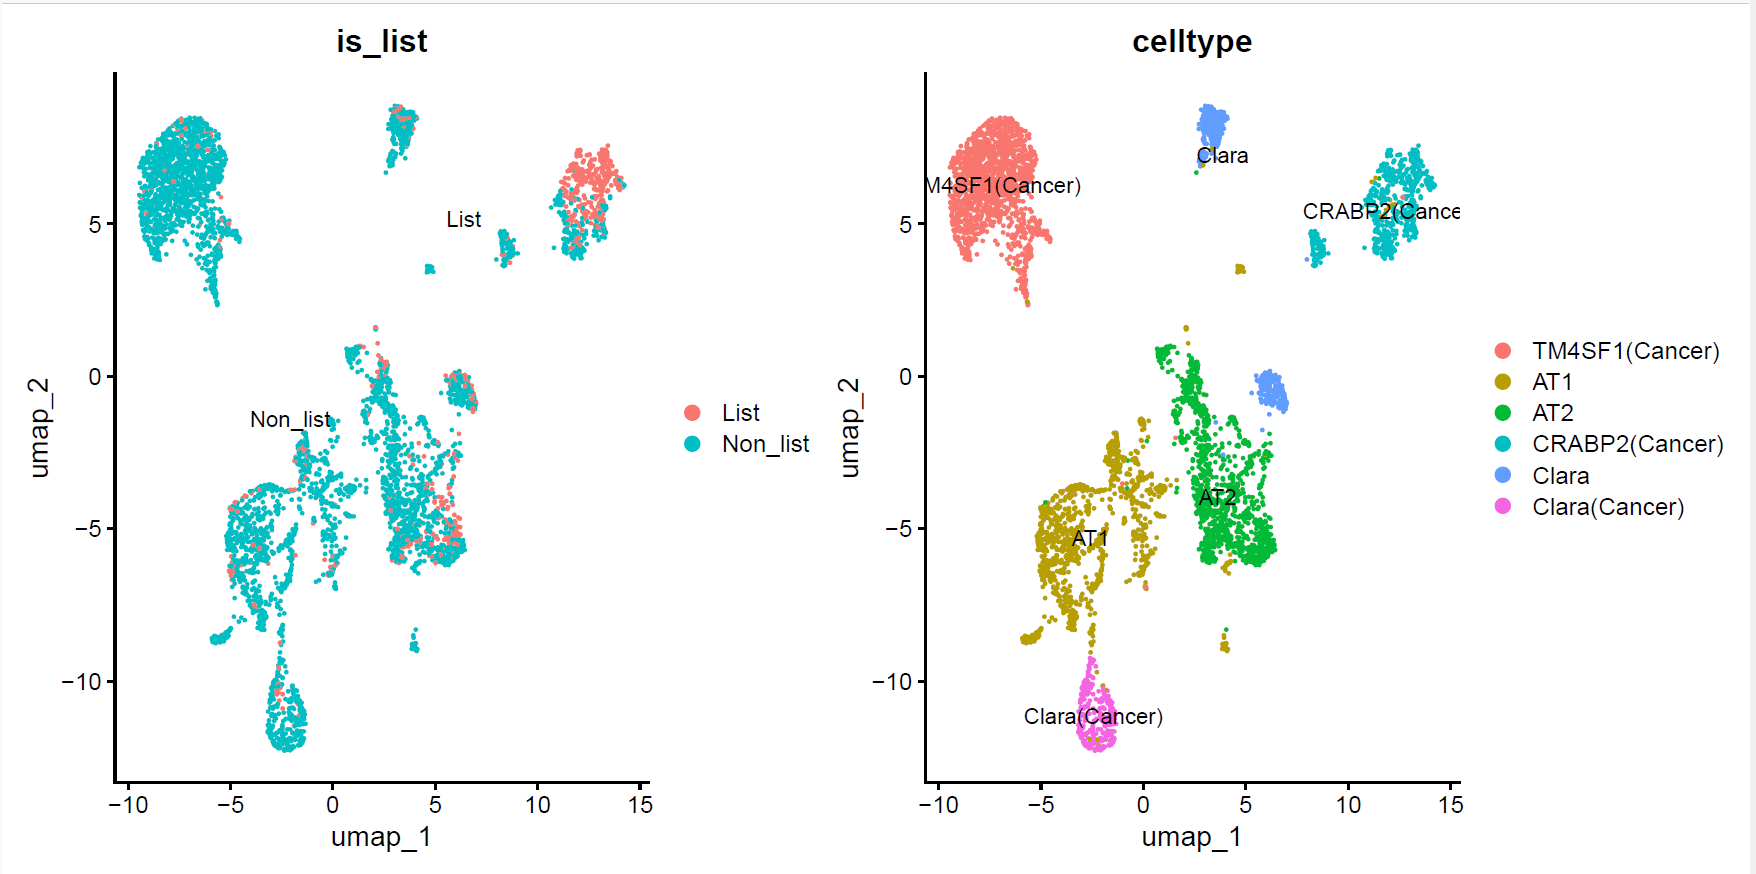 is_list
celltype
umap_2
5
0
−5
−10
−10
−5
0
5
10
15
umap_1
List
Non_list
List
Non_list
umap_2
5
0
−5
−10
−10
−5
0
5
10
15
umap_1
Clara
M4SF1(Cancer)
CRABP2(Cance
AT2
AT1
Clara(Cancer)
TM4SF1(Cancer)
AT1
AT2
CRABP2(Cancer)
Clara
Clara(Cancer)